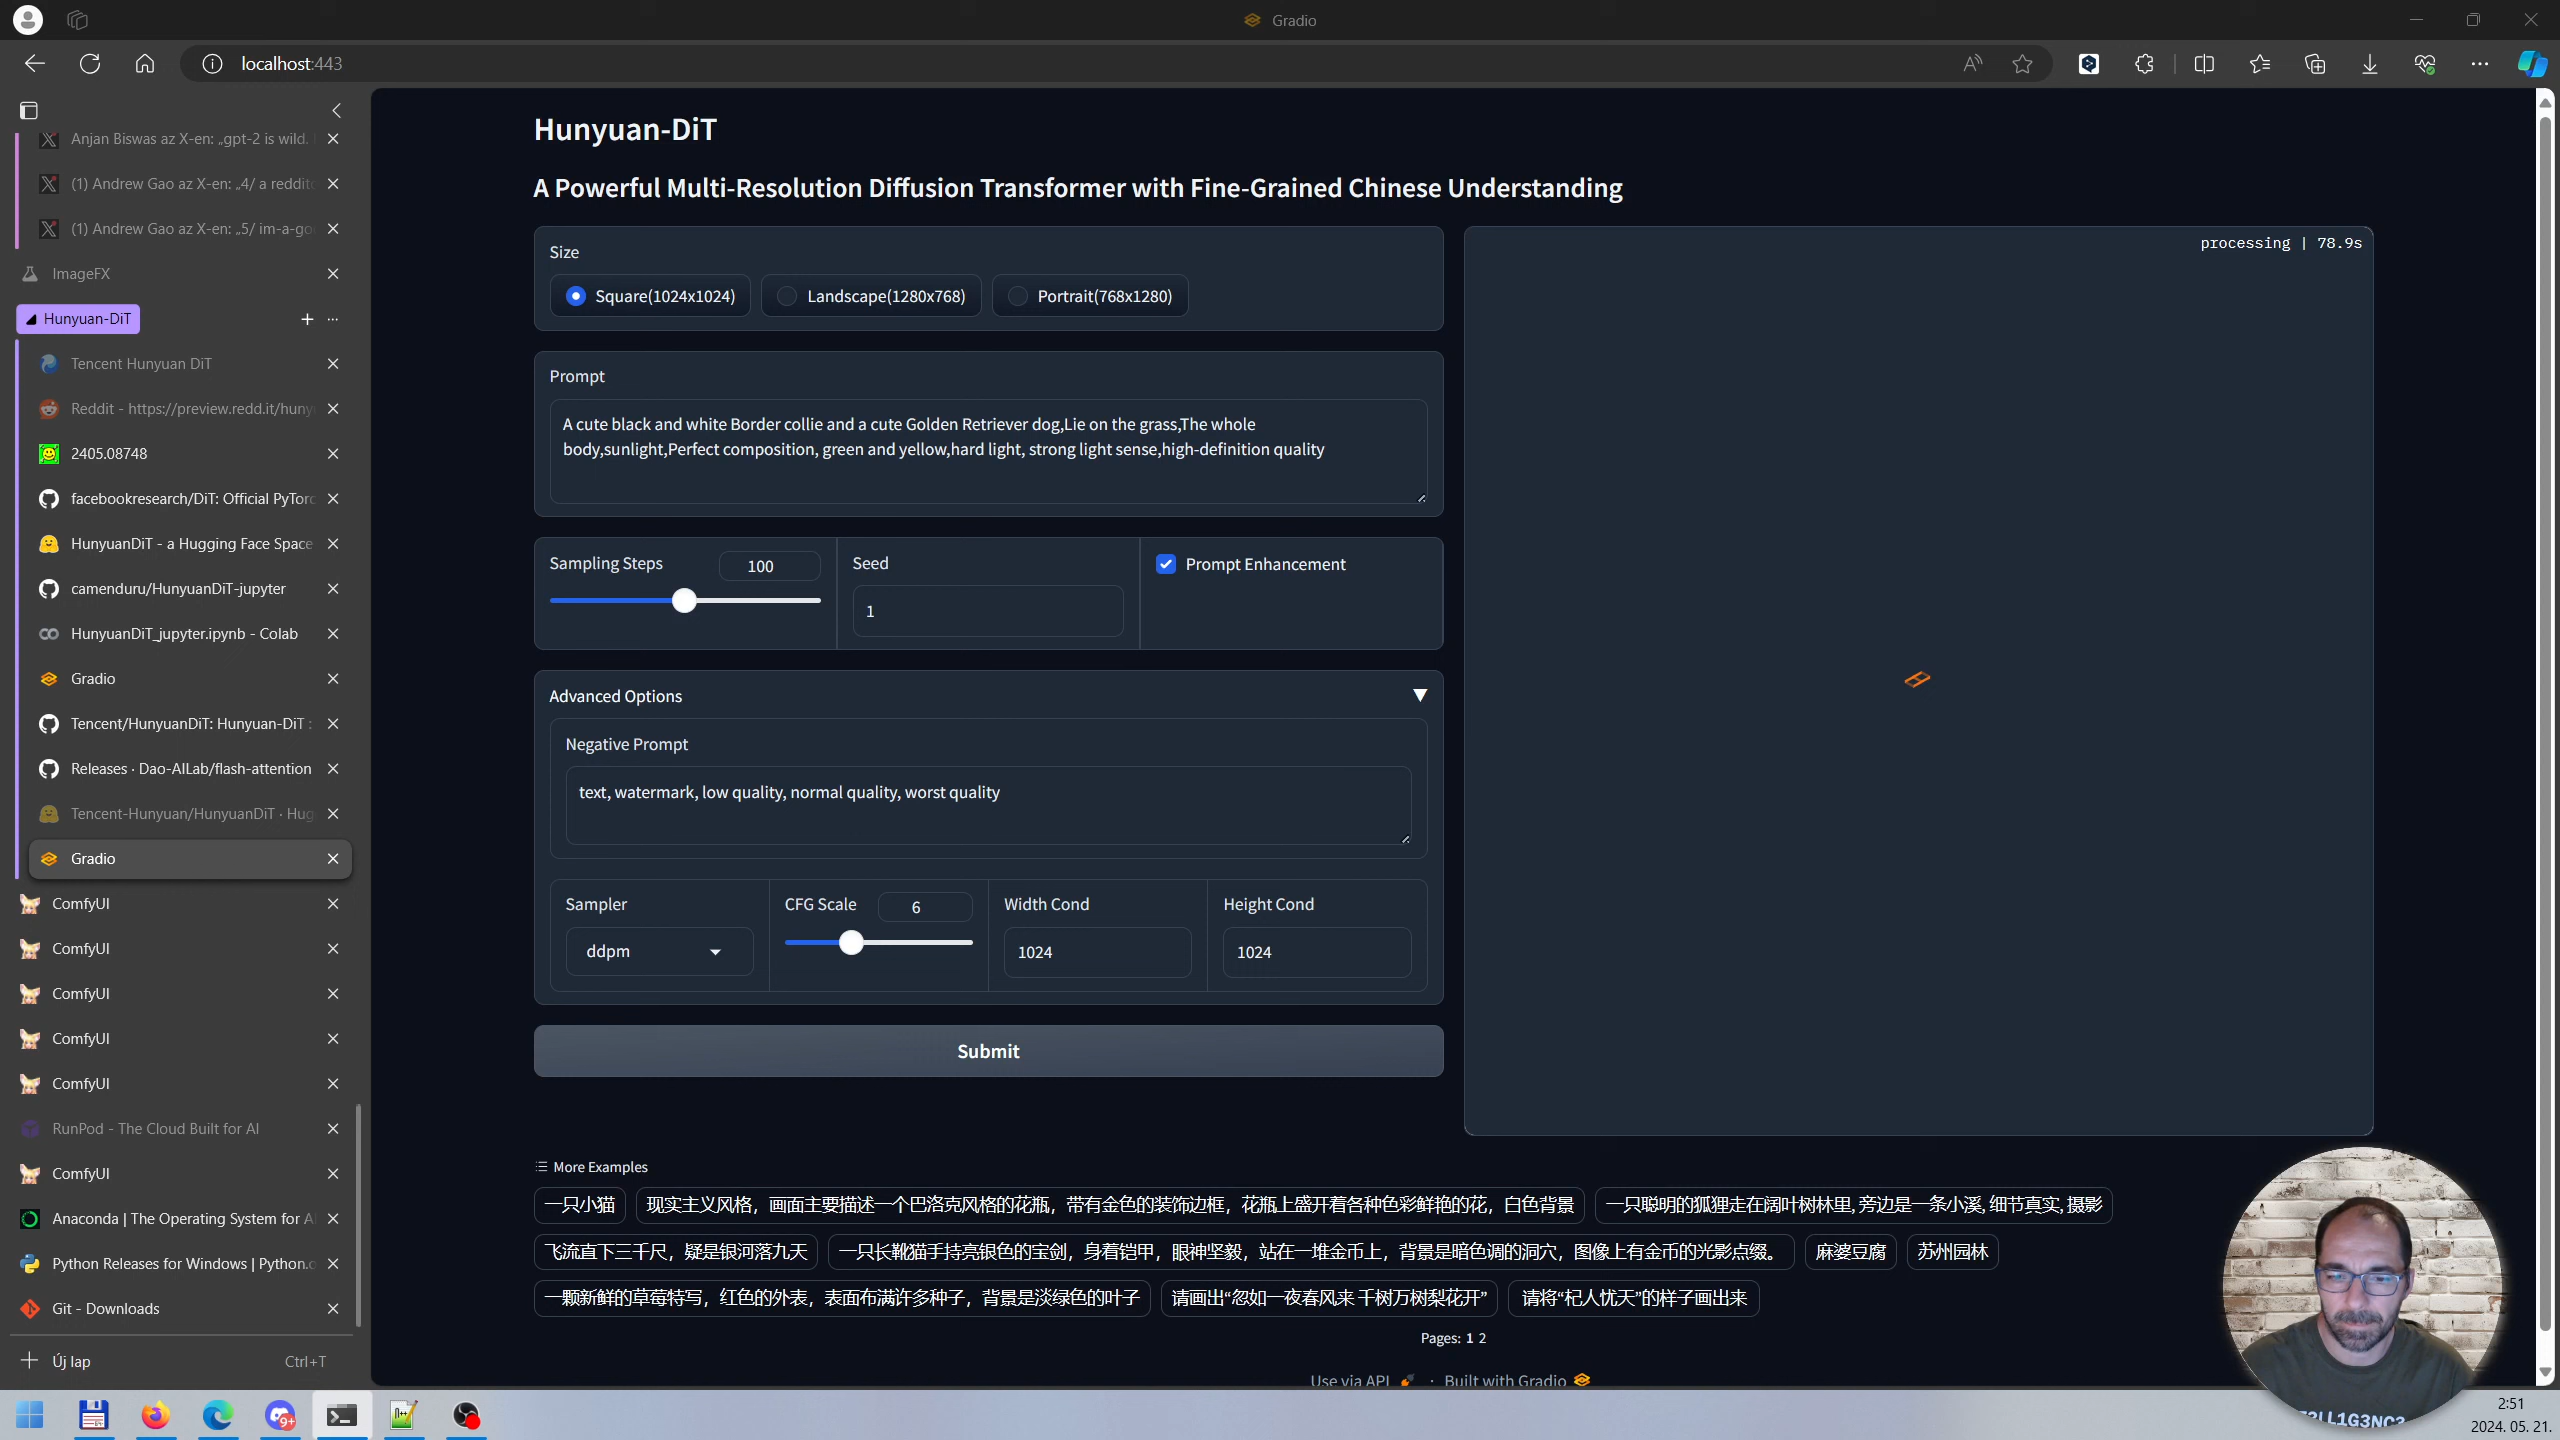 Gradio
localhost:443
Anjan Biswas az X-en: „gpt-2 is wild.
(1) Andrew Gao az X-en: „4/ a reddito
(1) Andrew Gao az X-en: „5/ im-a-goo
ImageFX
Hunyuan-DiT
Tencent Hunyuan DiT
Reddit - https://preview.redd.it/huny
2405.08748
facebookresearch/DiT: Official PyTorc
HunyuanDiT - a Hugging Face Space
camenduru/HunyuanDiT-jupyter
HunyuanDiT_jupyter.ipynb - Colab
Gradio
Tencent/HunyuanDiT: Hunyuan-DiT :
Releases · Dao-AILab/flash-attention
Tencent-Hunyuan/HunyuanDiT · Hug
Gradio
ComfyUI
ComfyUI
ComfyUI
ComfyUI
ComfyUI
RunPod - The Cloud Built for AI
ComfyUI
Anaconda | The Operating System for AI
Python Releases for Windows | Python.o
Git - Downloads
Új lap Ctrl+T
Hunyuan-DiT
A Powerful Multi-Resolution Diffusion Transformer with Fine-Grained Chinese Understanding
Size
Square(1024x1024) Landscape(1280x768) Portrait(768x1280)
Prompt
A cute black and white Border collie and a cute Golden Retriever dog,Lie on the grass,The whole
body,sunlight,Perfect composition, green and yellow,hard light, strong light sense,high-definition quality
Sampling Steps 100 Seed Prompt Enhancement
1
Advanced Options
Negative Prompt
text, watermark, low quality, normal quality, worst quality
Sampler CFG Scale 6 Width Cond Height Cond
ddpm 1024 1024
Submit
processing | 78.9s
More Examples
一只小猫 现实主义风格，画面主要描述一个巴洛克风格的花瓶，带有金色的装饰边框，花瓶上盛开着各种色彩鲜艳的花，白色背景 一只聪明的狐狸走在阔叶树林里, 旁边是一条小溪, 细节真实, 摄影
飞流直下三千尺，疑是银河落九天 一只长靴猫手持亮银色的宝剑，身着铠甲，眼神坚毅，站在一堆金币上，背景是暗色调的洞穴，图像上有金币的光影点缀。 麻婆豆腐 苏州园林
一颗新鲜的草莓特写，红色的外表，表面布满许多种子，背景是淡绿色的叶子 请画出“忽如一夜春风来 千树万树梨花开” 请将“杞人忧天”的样子画出来
Pages: 1 2
Use via API · Built with Gradio
9+
2:51
2024. 05. 21.